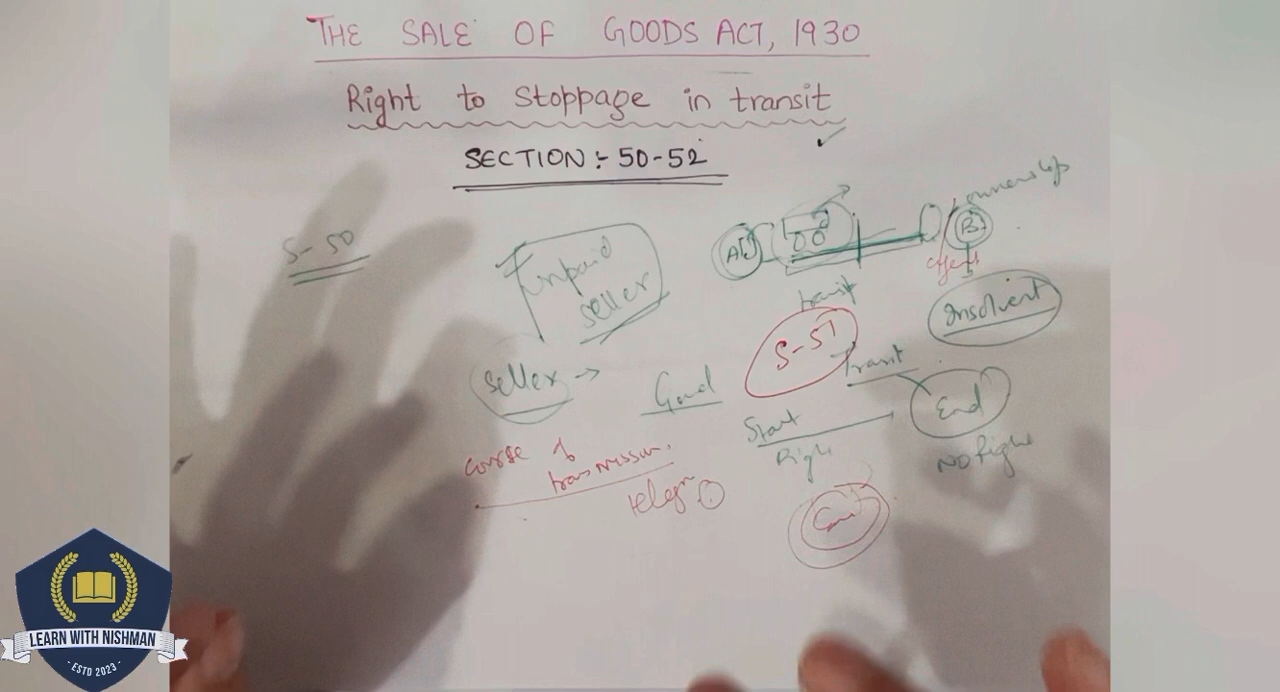 THE SALE OF GOODS ACT, 1930
Right to Stoppage in transit
SECTION :- 50-52
S-50
Unpaid
seller
A
B
ownership
transit
Insolvent
S-51
Transit
seller →
Good
Start
End
Right
No Right
course of
transmission.
LEARN WITH NISHMAN
- ESTD 2023 -